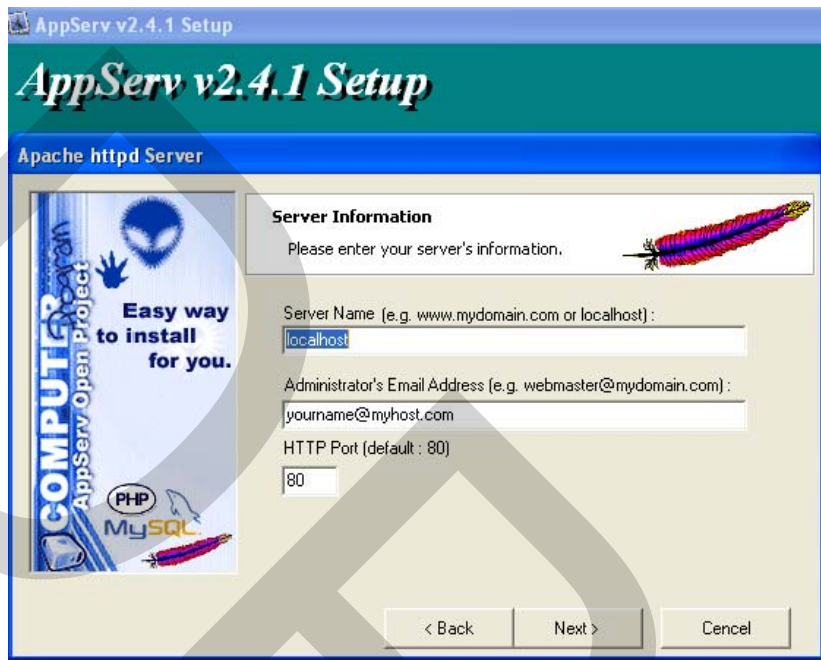 AppServ v2.4.1 Setup
AppServ v2.4.1 Setup
Apache httpd Server
COMPUTER
Program
AppServ Open Project
Easy way
to install
for you.
PHP
MySQL
Server Information
Please enter your server's information.
Server Name (e.g. www.mydomain.com or localhost) :
localhost
Administrator's Email Address (e.g. webmaster@mydomain.com) :
yourname@myhost.com
HTTP Port (default : 80)
80
< Back
Next >
Cencel